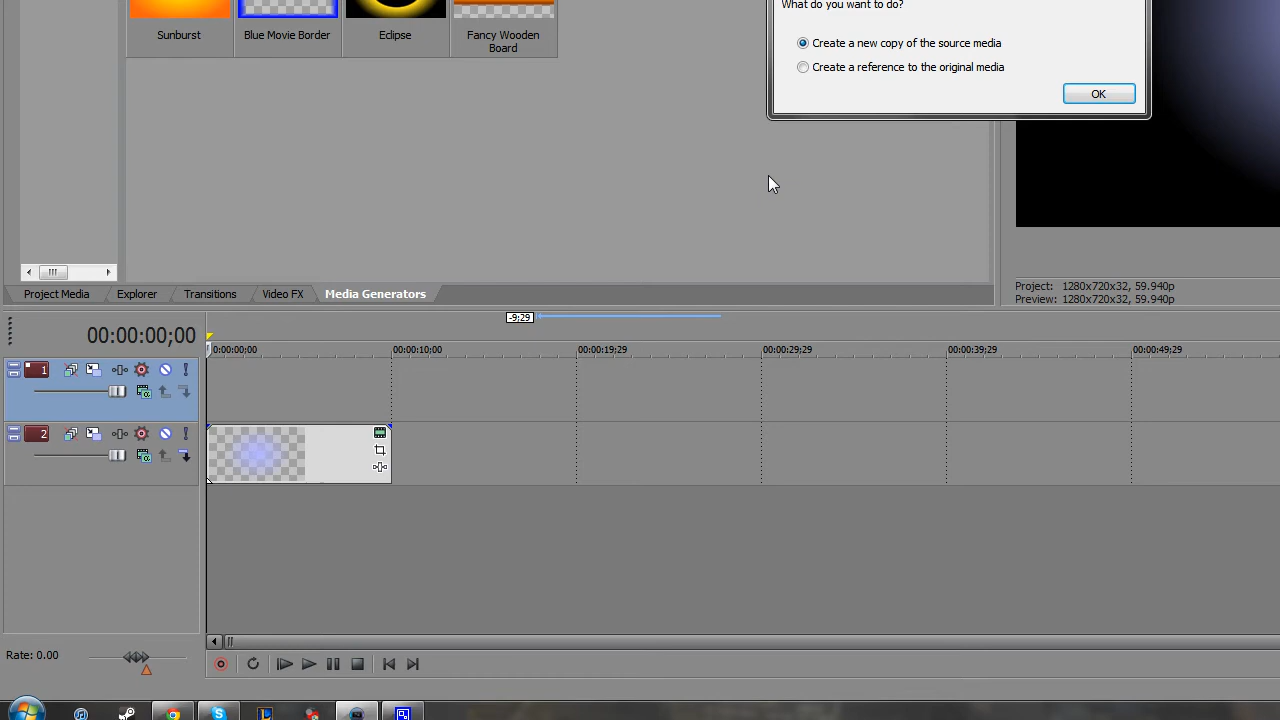 What do you want to do?
Create a new copy of the source media
Create a reference to the original media
OK
Sunburst
Blue Movie Border
Eclipse
Fancy Wooden
Board
Project Media
Explorer
Transitions
Video FX
Media Generators
Project: 1280x720x32, 59.940p
Preview: 1280x720x32, 59.940p
-9;29
00:00:00;00
0:00:00;00
00:00:10;00
00:00:19;29
00:00:29;29
00:00:39;29
00:00:49;29
1
2
Rate: 0.00